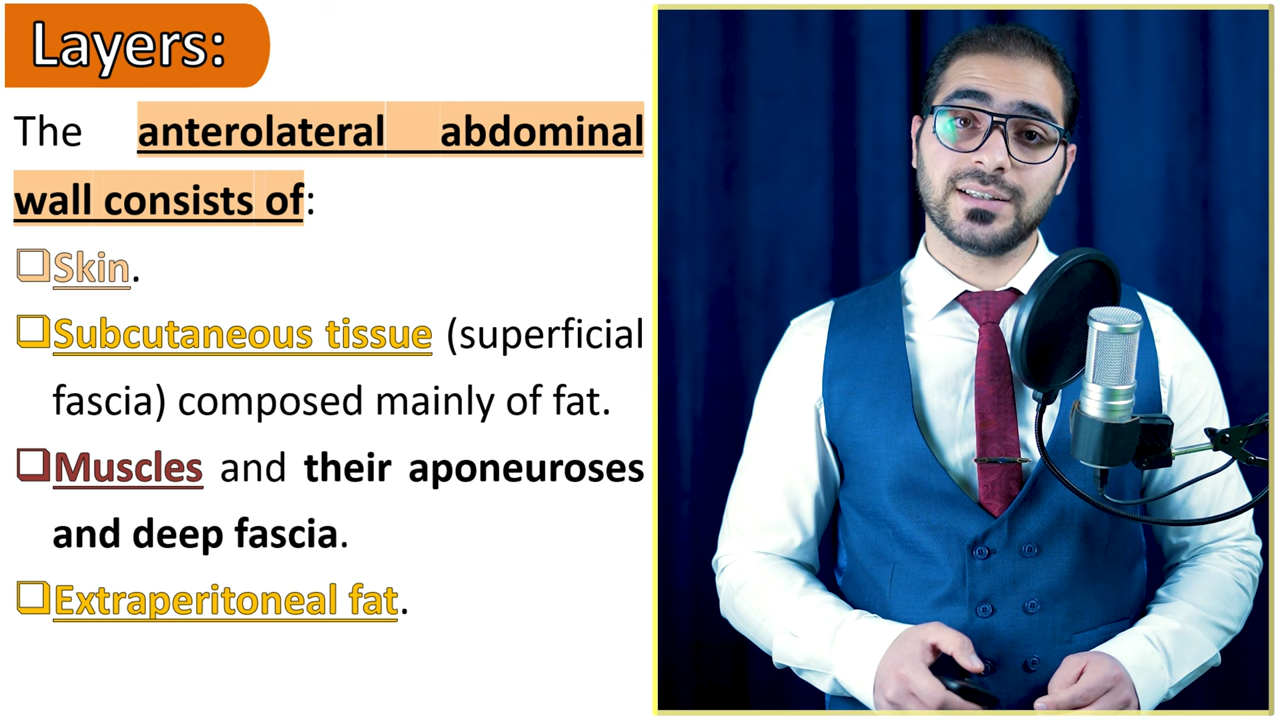 Layers:
The anterolateral abdominal
wall consists of:
❑Skin.
❑Subcutaneous tissue (superficial
fascia) composed mainly of fat.
❑Muscles and their aponeuroses
and deep fascia.
❑Extraperitoneal fat.